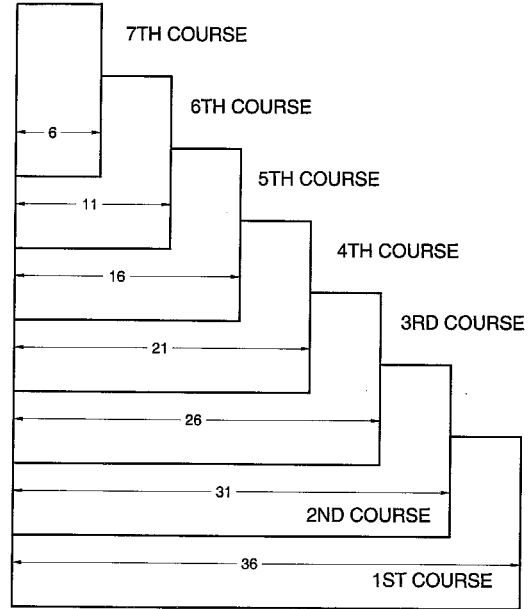 7TH COURSE
6TH COURSE
6
5TH COURSE
11
4TH COURSE
16
3RD COURSE
21
26
31
2ND COURSE
36
1ST COURSE